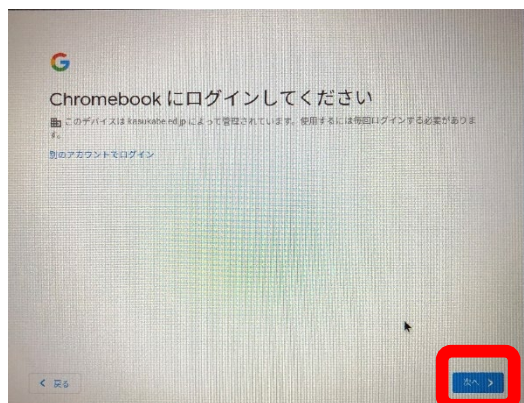 G
Chromebook にログインしてください
このデバイスは kasukabe.ed.jp によって管理されています。使用するには毎回ログインする必要がありま
す。
別のアカウントでログイン
戻る
次へ